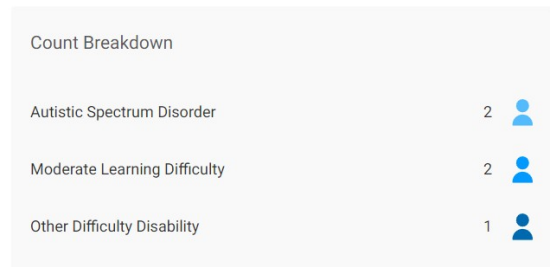 Count Breakdown
Autistic Spectrum Disorder 2
Moderate Learning Difficulty 2
Other Difficulty Disability 1